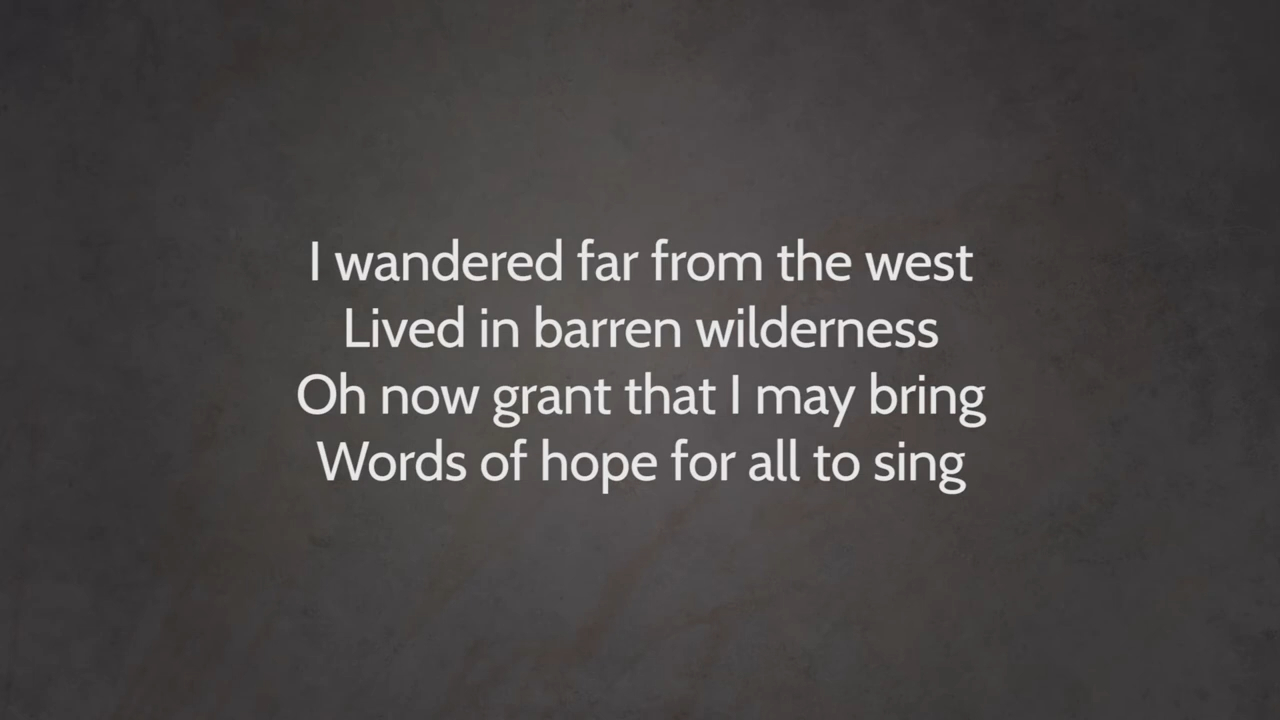 I wandered far from the west
Lived in barren wilderness
Oh now grant that I may bring
Words of hope for all to sing